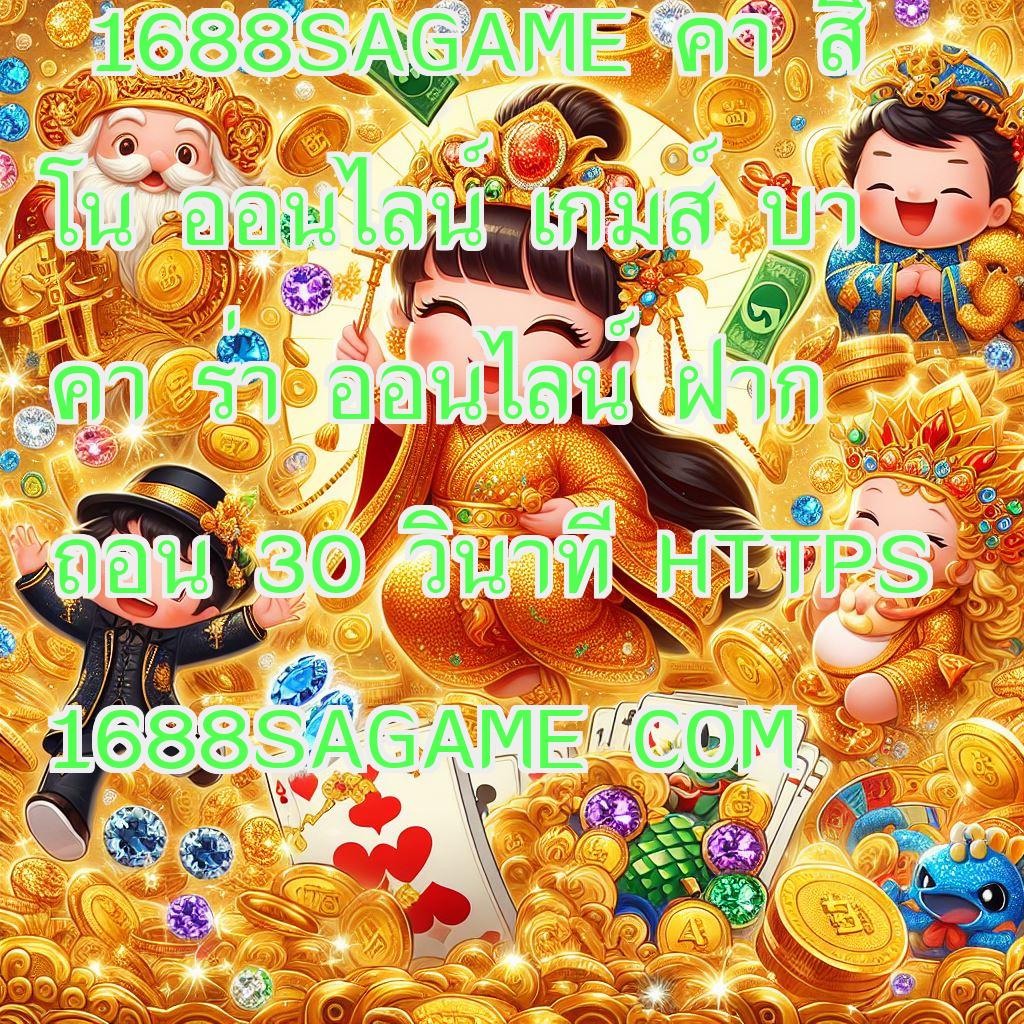 1688SAGAME คา สิ
โน ออนไลน์ เกมส์ บา
คา ร่า ออนไลน์ ฝาก
ถอน 30 วินาที HTTPS
1688SAGAME COM